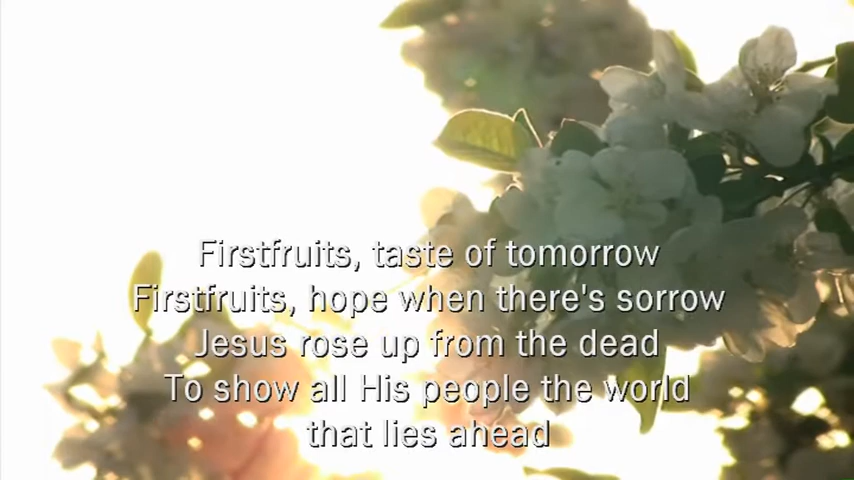 Firstfruits, taste of tomorrow
Firstfruits, hope when there's sorrow
Jesus rose up from the dead
To show all His people the world
that lies ahead